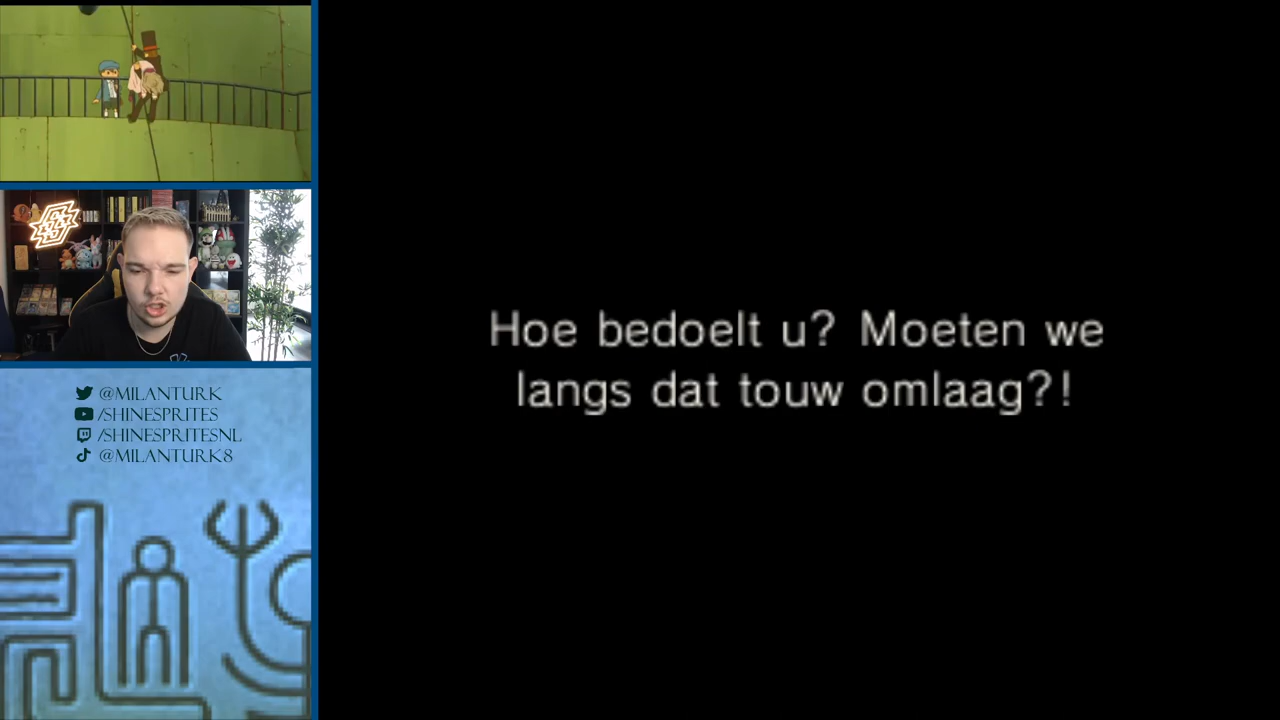 @MILANTURK
/SHINESPRITES
/SHINESPRITESNL
@MILANTURK8
Hoe bedoelt u? Moeten we
langs dat touw omlaag?!